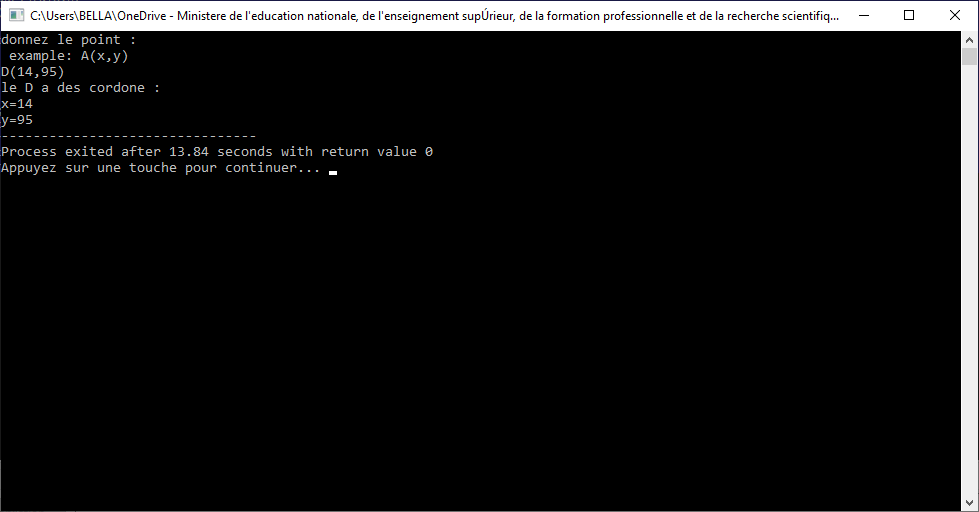 C:\Users\BELLA\OneDrive - Ministere de l'education nationale, de l'enseignement supÚrieur, de la formation professionnelle et de la recherche scientifiq...
donnez le point :
 example: A(x,y)
D(14,95)
le D a des cordone :
x=14
y=95
--------------------------------
Process exited after 13.84 seconds with return value 0
Appuyez sur une touche pour continuer...